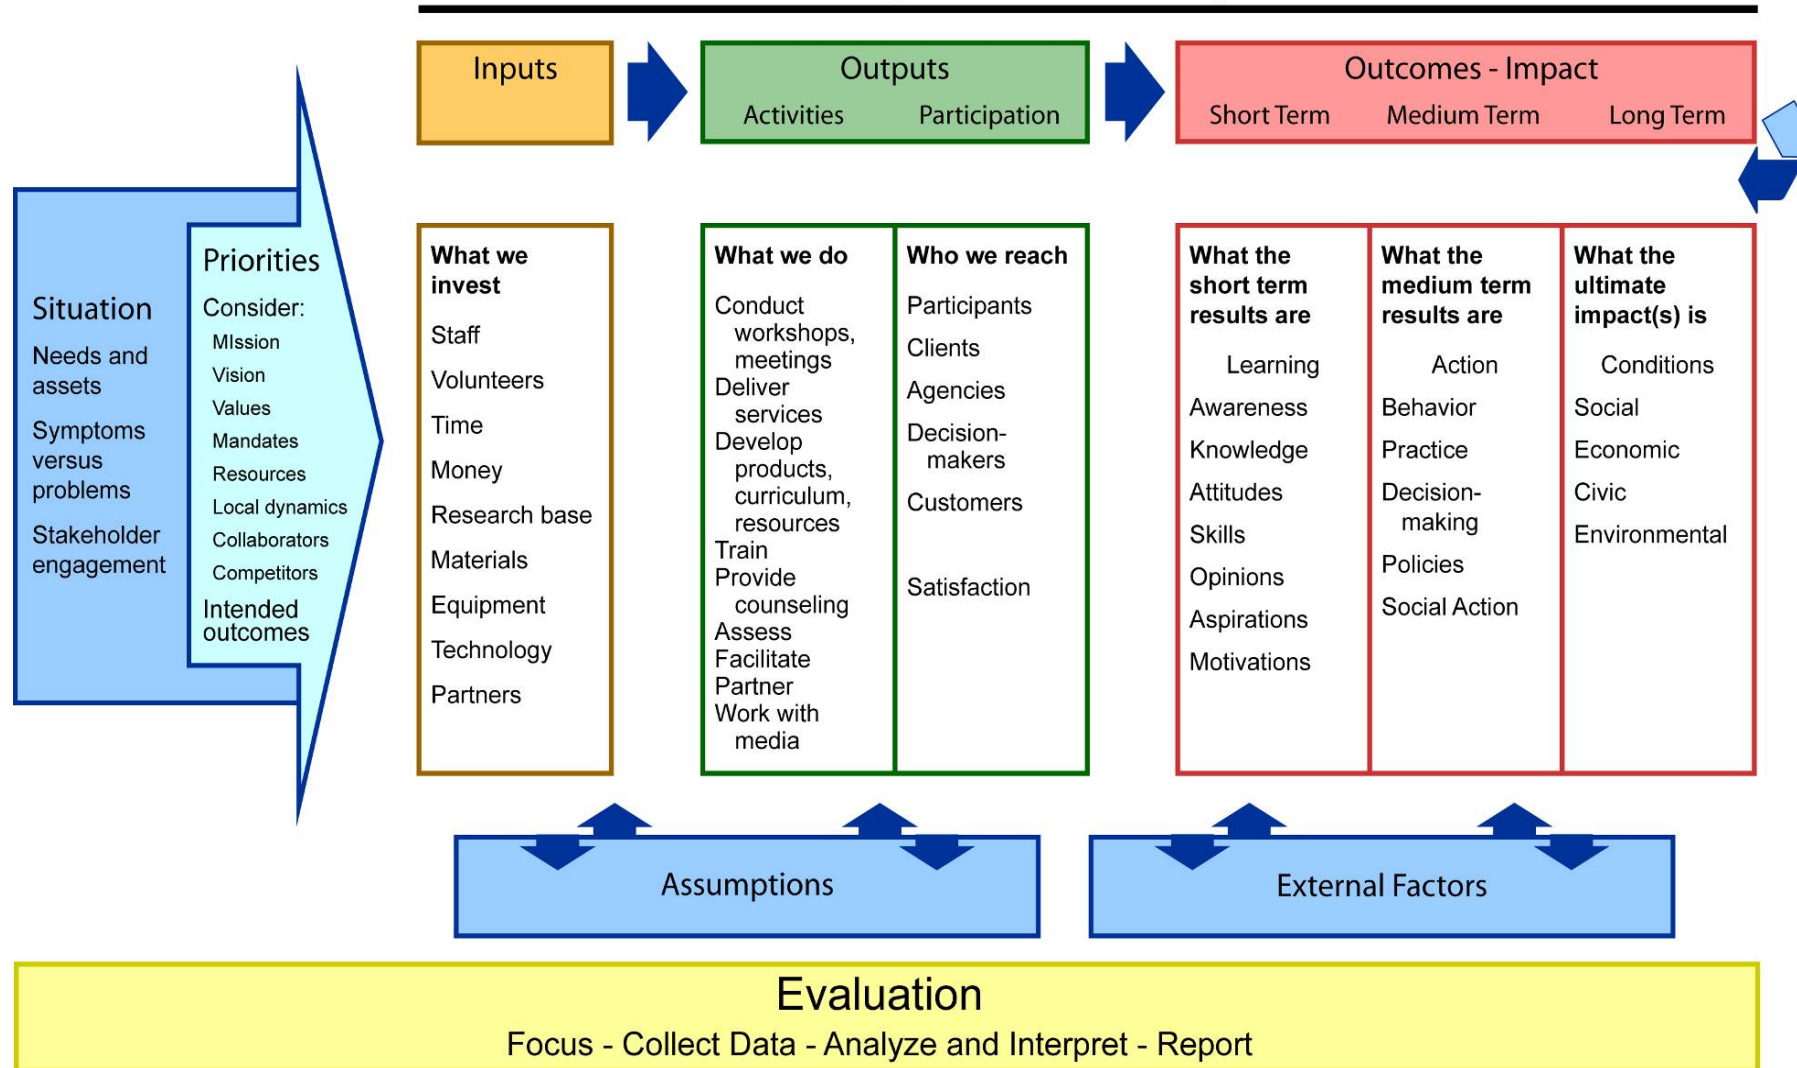 Inputs
Outputs
Activities Participation
Outcomes - Impact
Short Term Medium Term Long Term
Situation
Needs and
assets
Symptoms
versus
problems
Stakeholder
engagement
Priorities
Consider:
MIssion
Vision
Values
Mandates
Resources
Local dynamics
Collaborators
Competitors
Intended
outcomes
What we
invest
Staff
Volunteers
Time
Money
Research base
Materials
Equipment
Technology
Partners
What we do
Conduct
workshops,
meetings
Deliver
services
Develop
products,
curriculum,
resources
Train
Provide
counseling
Assess
Facilitate
Partner
Work with
media
Who we reach
Participants
Clients
Agencies
Decision-
makers
Customers
Satisfaction
What the
short term
results are
Learning
Awareness
Knowledge
Attitudes
Skills
Opinions
Aspirations
Motivations
What the
medium term
results are
Action
Behavior
Practice
Decision-
making
Policies
Social Action
What the
ultimate
impact(s) is
Conditions
Social
Economic
Civic
Environmental
Assumptions
External Factors
Evaluation
Focus - Collect Data - Analyze and Interpret - Report